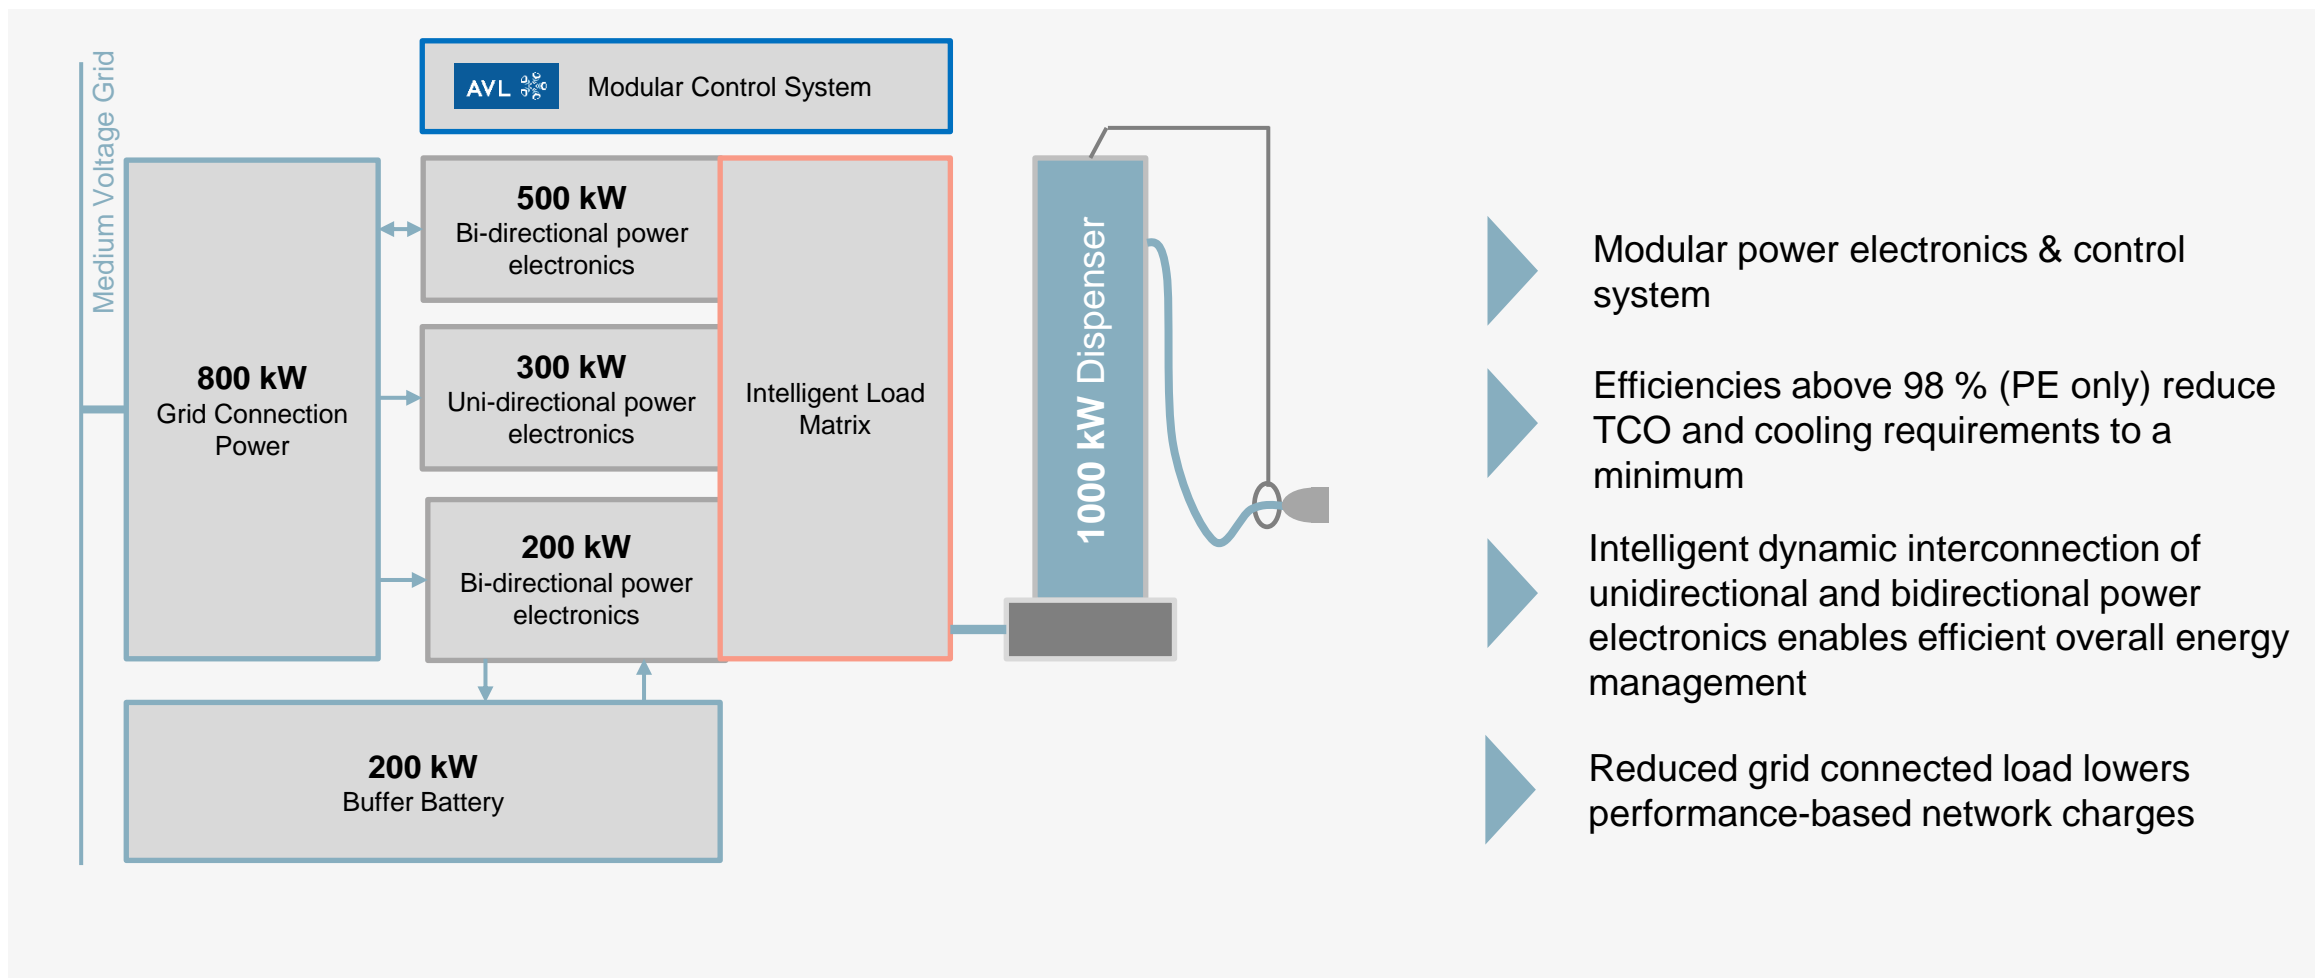 Medium Voltage Grid
AVL
Modular Control System
800 kW
Grid Connection
Power
500 kW
Bi-directional power
electronics
300 kW
Uni-directional power
electronics
200 kW
Bi-directional power
electronics
Intelligent Load
Matrix
200 kW
Buffer Battery
1000 kW Dispenser
Modular power electronics & control
system
Efficiencies above 98 % (PE only) reduce
TCO and cooling requirements to a
minimum
Intelligent dynamic interconnection of
unidirectional and bidirectional power
electronics enables efficient overall energy
management
Reduced grid connected load lowers
performance-based network charges